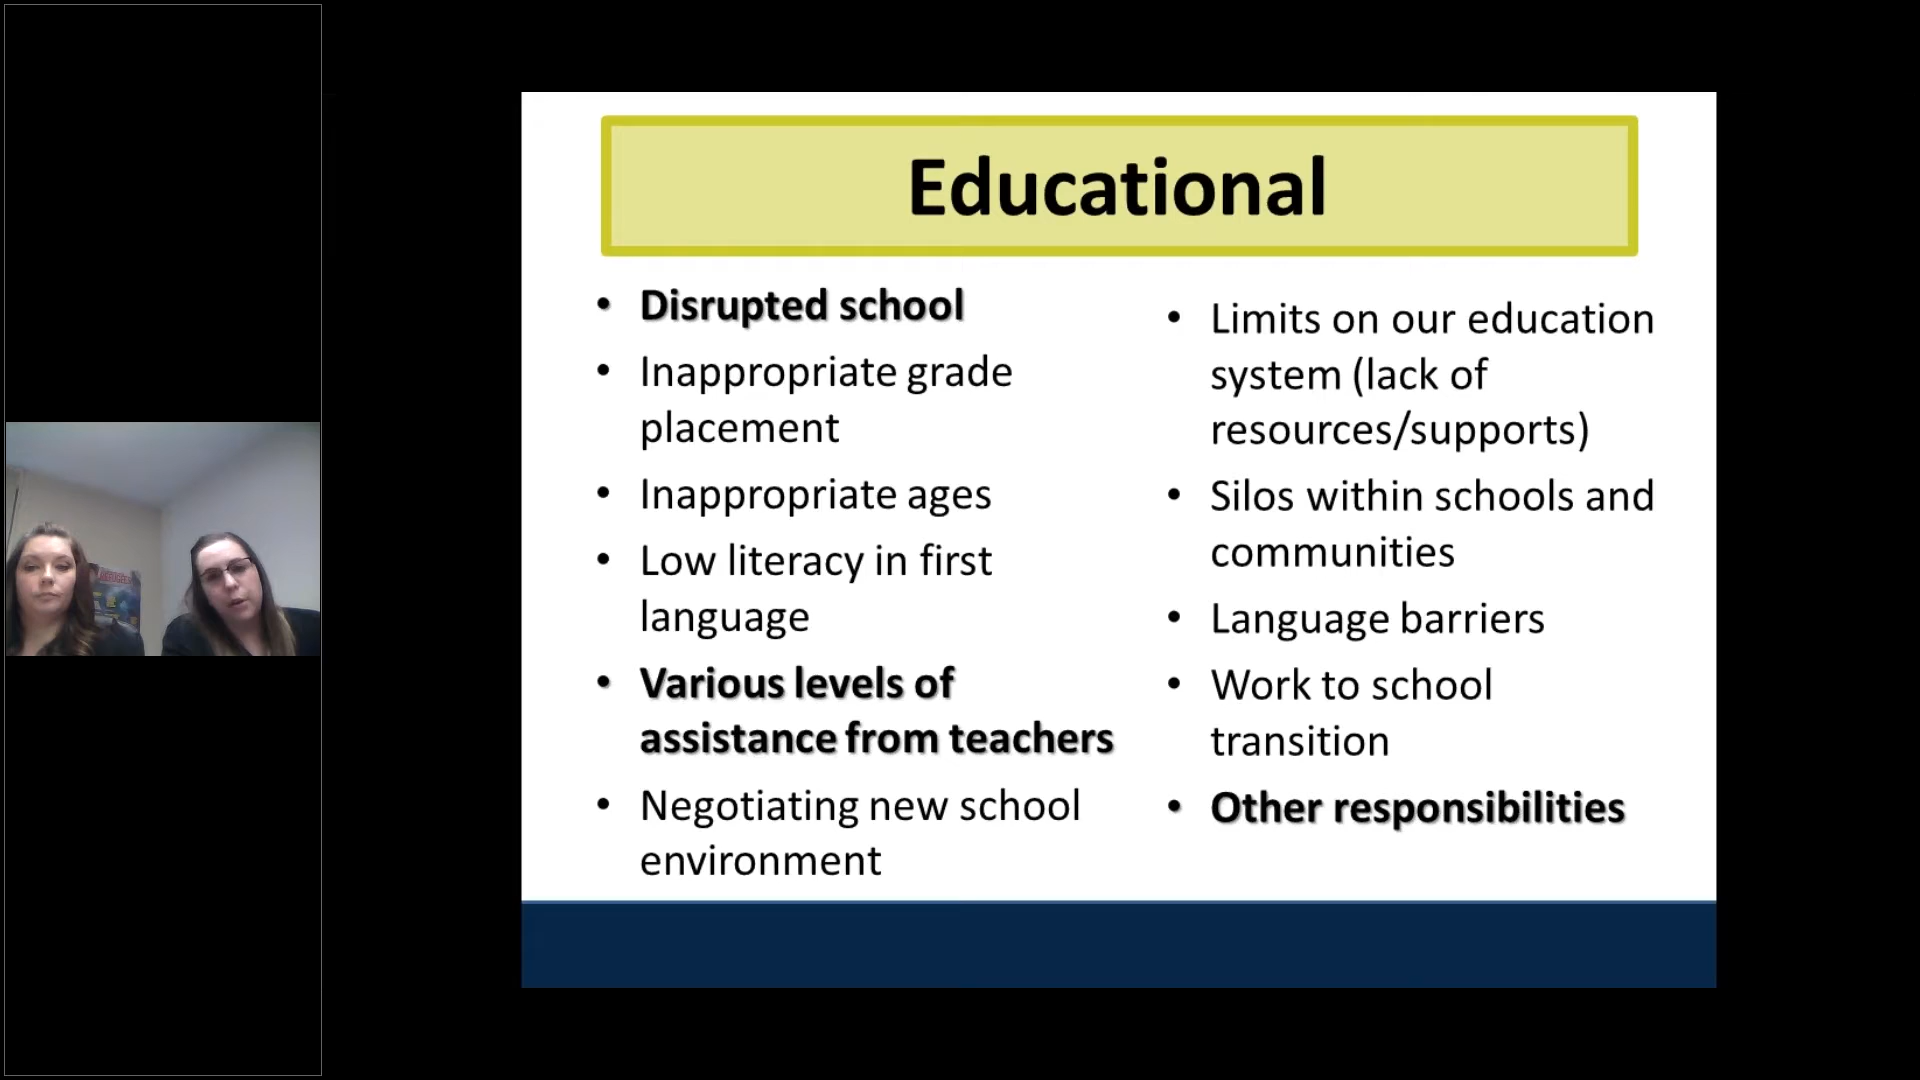 Educational
• Disrupted school
• Inappropriate grade
placement
• Inappropriate ages
• Low literacy in first
language
• Various levels of
assistance from teachers
• Negotiating new school
environment
• Limits on our education
system (lack of
resources/supports)
• Silos within schools and
communities
• Language barriers
• Work to school
transition
• Other responsibilities